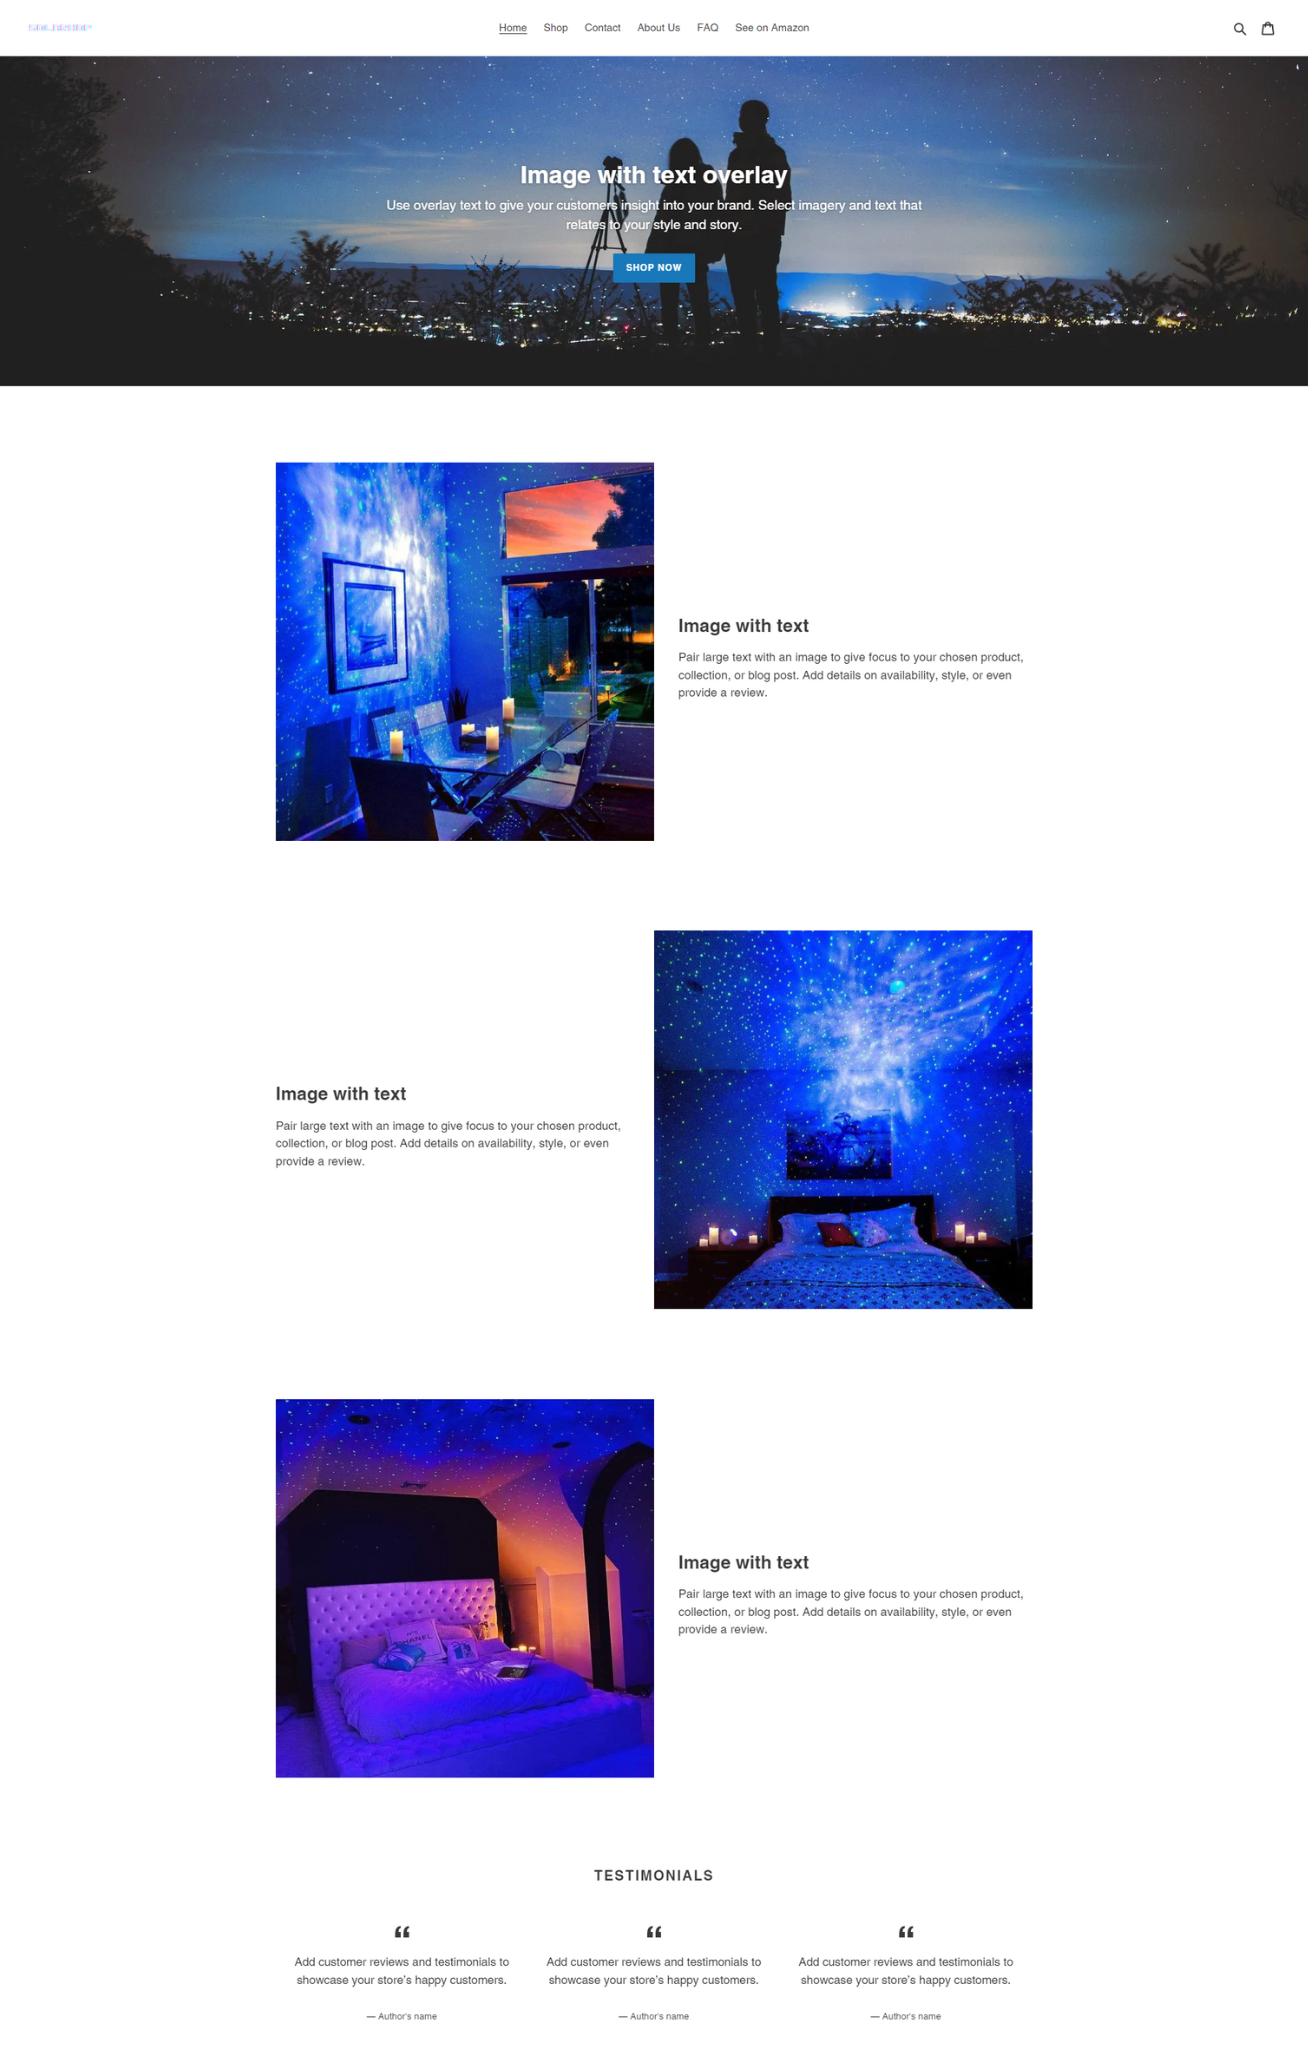 Home Shop Contact About Us FAQ See on Amazon
Image with text overlay
Use overlay text to give your customers insight into your brand. Select imagery and text that
relates to your style and story.
SHOP NOW
Image with text
Pair large text with an image to give focus to your chosen product,
collection, or blog post. Add details on availability, style, or even
provide a review.
Image with text
Pair large text with an image to give focus to your chosen product,
collection, or blog post. Add details on availability, style, or even
provide a review.
CHANEL
Image with text
Pair large text with an image to give focus to your chosen product,
collection, or blog post. Add details on availability, style, or even
provide a review.
TESTIMONIALS
“ “ “
Add customer reviews and testimonials to
showcase your store's happy customers.
— Author's name
Add customer reviews and testimonials to
showcase your store's happy customers.
— Author's name
Add customer reviews and testimonials to
showcase your store's happy customers.
— Author's name